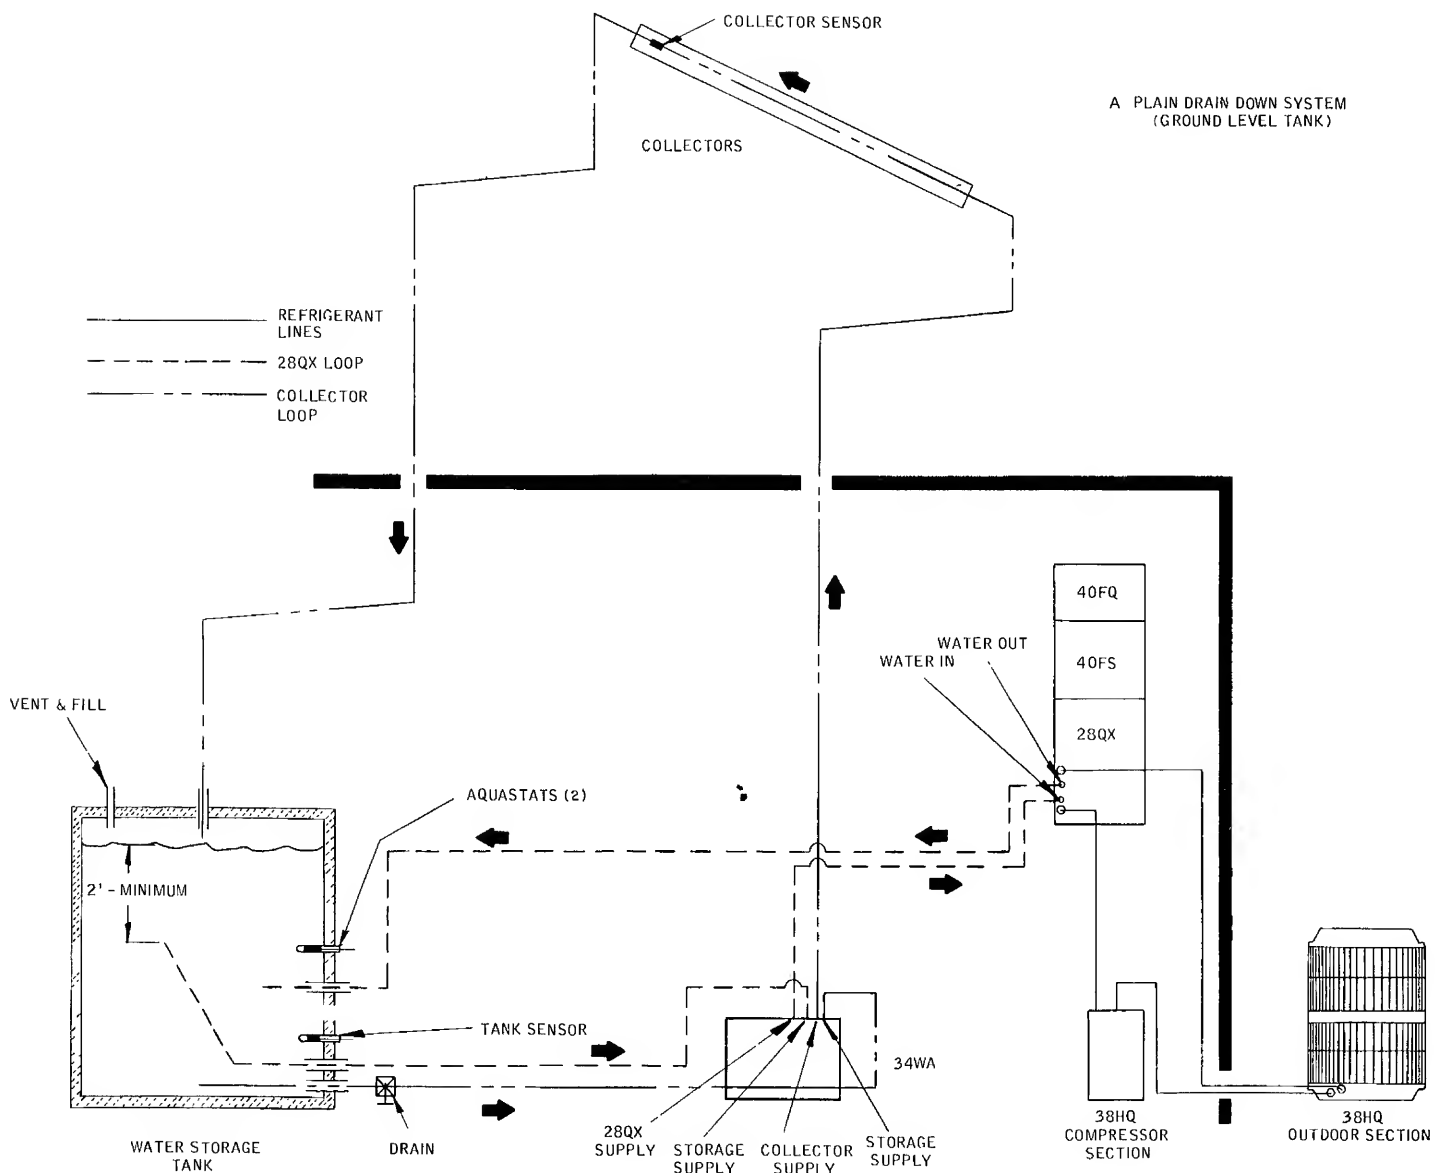 COLLECTOR SENSOR
A PLAIN DRAIN DOWN SYSTEM
(GROUND LEVEL TANK)
COLLECTORS
REFRIGERANT
LINES
28QX LOOP
COLLECTOR
LOOP
40FQ
WATER OUT
WATER IN
40FS
VENT & FILL
28QX
AQUASTATS (2)
2' - MINIMUM
TANK SENSOR
34WA
WATER STORAGE
TANK
DRAIN
28QX
SUPPLY
STORAGE
SUPPLY
COLLECTOR
SUPPLY
STORAGE
SUPPLY
38HQ
COMPRESSOR
SECTION
38HQ
OUTDOOR SECTION